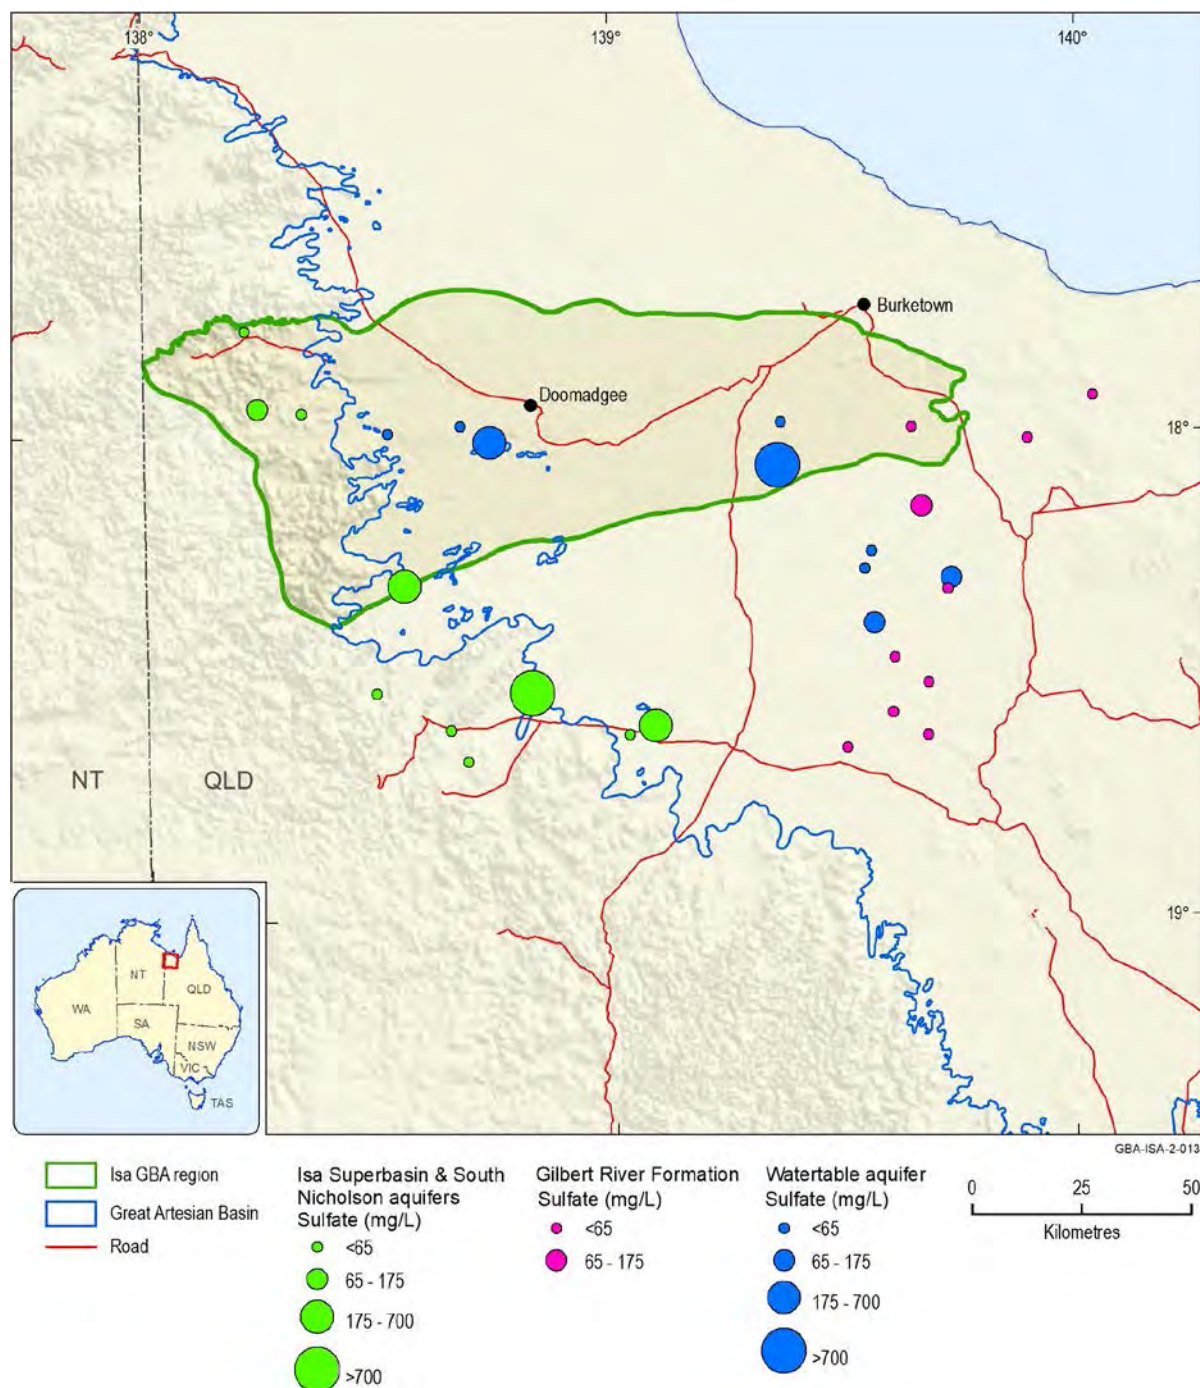 138°
139°
140°
Burketown
Doomadgee
18°
NT
QLD
19°
NT
QLD
WA
SA
NSW
VIC
TAS
GBA-ISA-2-013
Isa GBA region
Great Artesian Basin
Road
Isa Superbasin & South
Nicholson aquifers
Sulfate (mg/L)
<65
65 - 175
175 - 700
>700
Gilbert River Formation
Sulfate (mg/L)
<65
65 - 175
Watertable aquifer
Sulfate (mg/L)
<65
65 - 175
175 - 700
>700
0 25 50
Kilometres